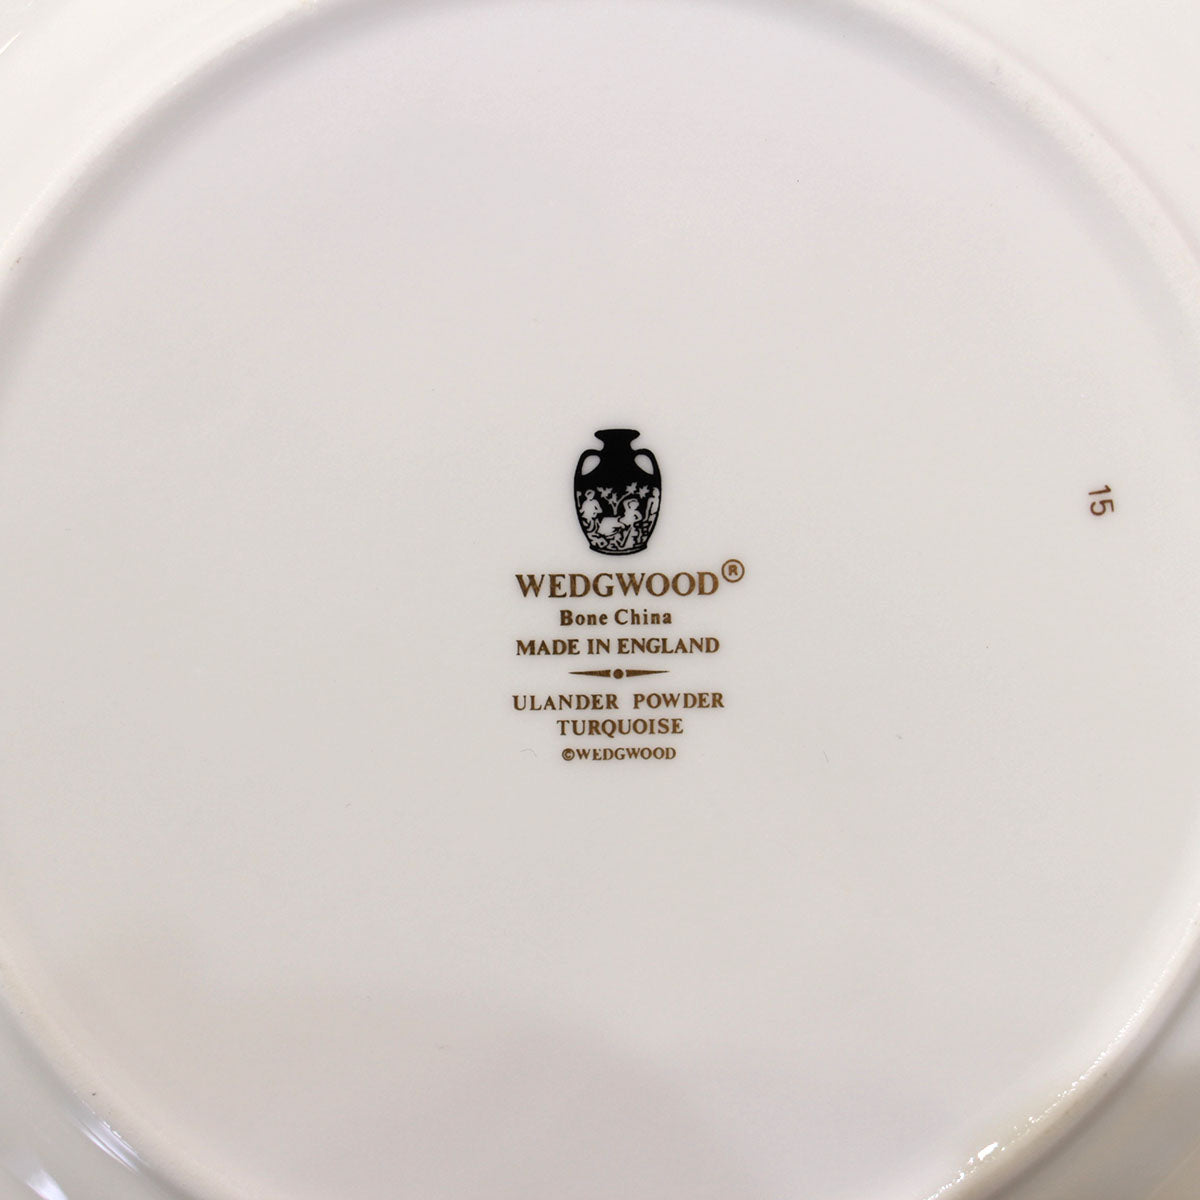 WEDGWOOD®
Bone China
MADE IN ENGLAND
ULANDER POWDER
TURQUOISE
©WEDGWOOD
15